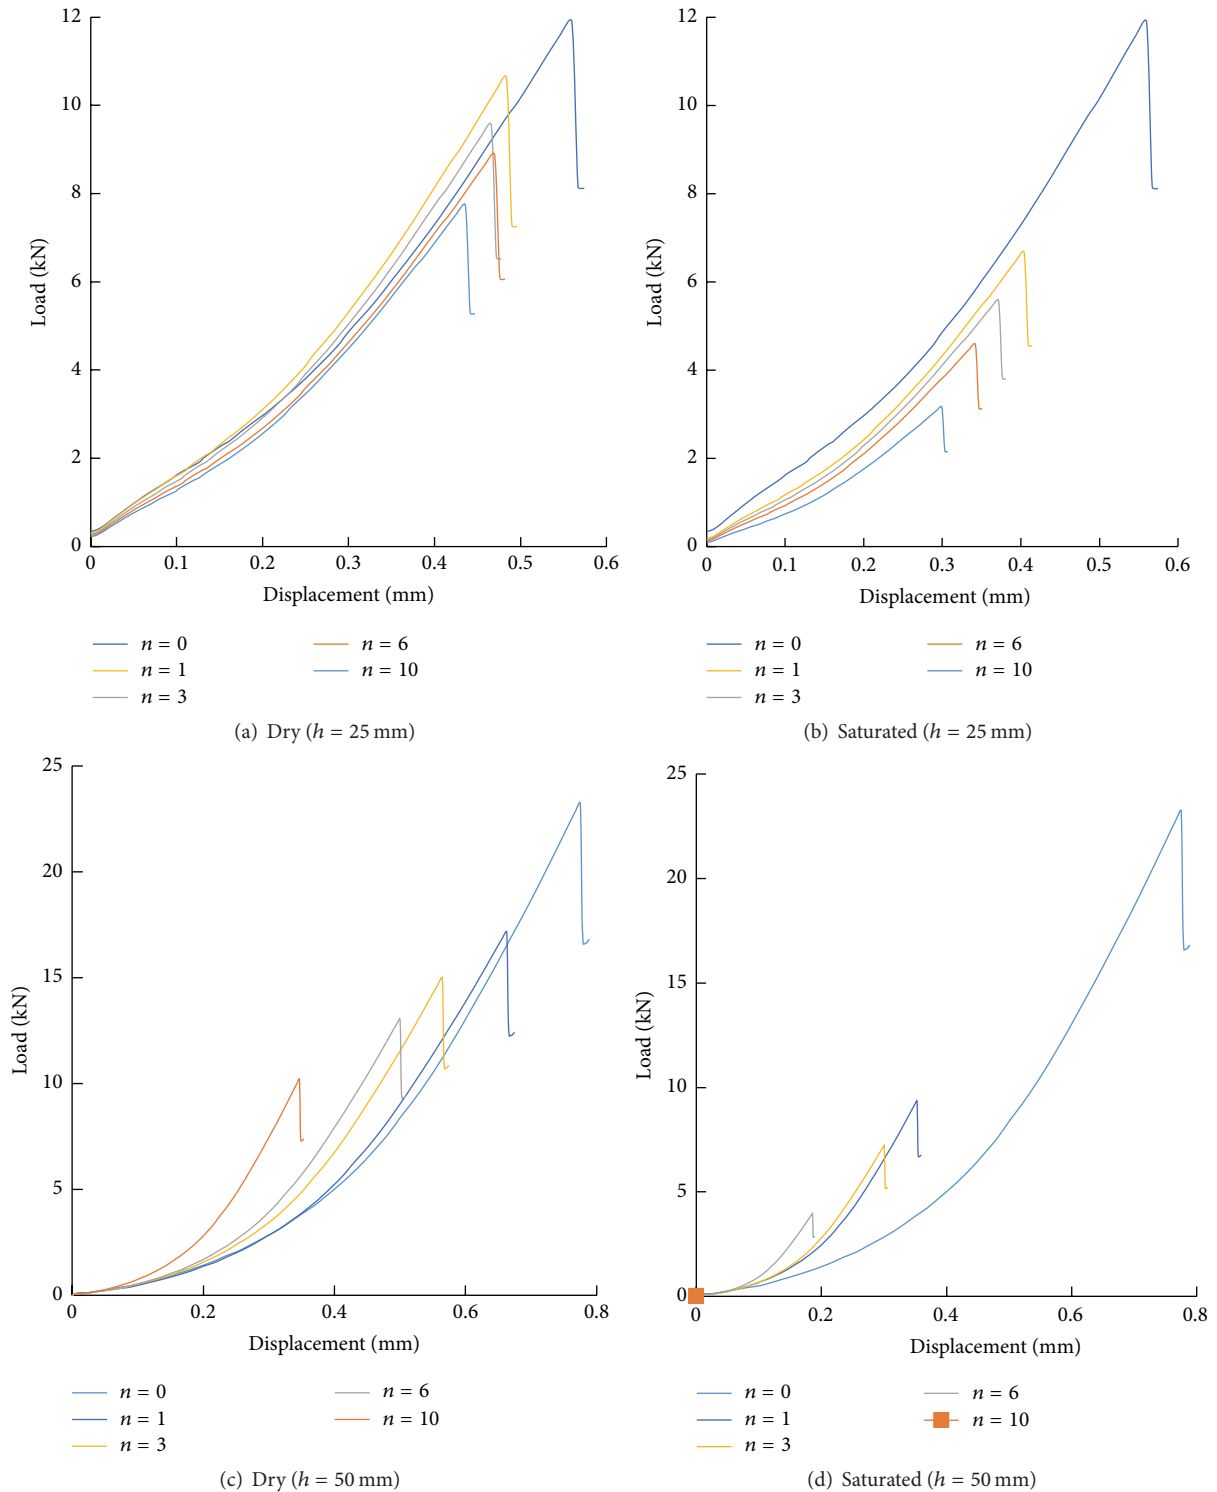 12
10
8
6
4
2
0
Load (kN)
0 0.1 0.2 0.3 0.4 0.5 0.6
Displacement (mm)
n = 0
n = 1
n = 3
n = 6
n = 10
(a) Dry (h = 25 mm)
12
10
8
6
4
2
0
Load (kN)
0 0.1 0.2 0.3 0.4 0.5 0.6
Displacement (mm)
n = 0
n = 1
n = 3
n = 6
n = 10
(b) Saturated (h = 25 mm)
25
20
15
10
5
0
Load (kN)
0 0.2 0.4 0.6 0.8
Displacement (mm)
n = 0
n = 1
n = 3
n = 6
n = 10
(c) Dry (h = 50 mm)
25
20
15
10
5
0
Load (kN)
0 0.2 0.4 0.6 0.8
Displacement (mm)
n = 0
n = 1
n = 3
n = 6
n = 10
(d) Saturated (h = 50 mm)